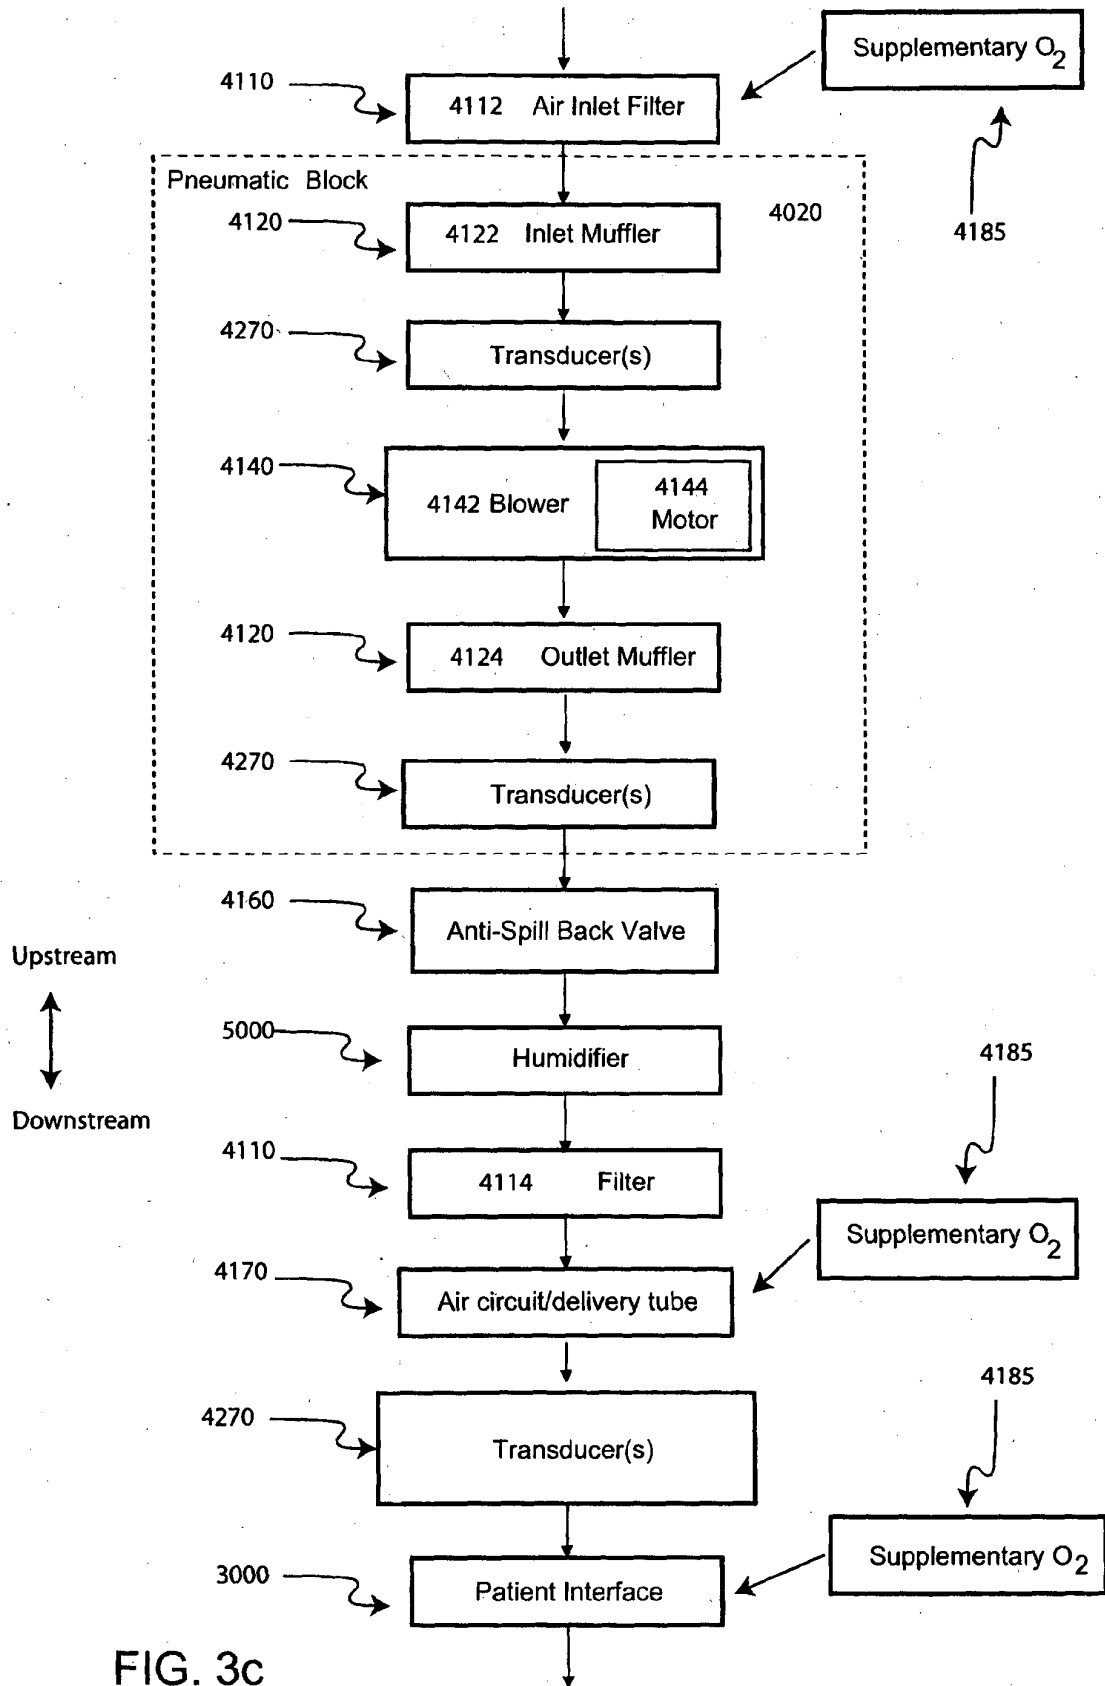 Supplementary O2
4110
4112 Air Inlet Filter
Pneumatic Block
4120
4122 Inlet Muffler
4020
4185
4270
Transducer(s)
4140
4142 Blower
4144
Motor
4120
4124 Outlet Muffler
4270
Transducer(s)
4160
Anti-Spill Back Valve
Upstream
5000
Humidifier
4185
Downstream
4110
4114 Filter
Supplementary O2
4170
Air circuit/delivery tube
4185
4270
Transducer(s)
Supplementary O2
3000
Patient Interface
FIG. 3c